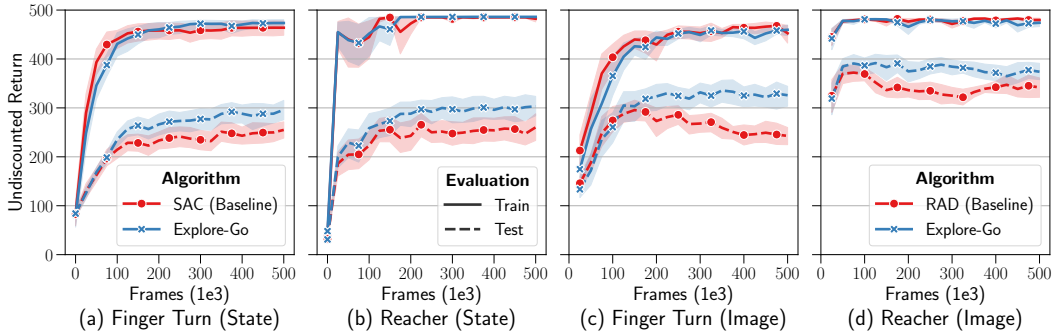 Undiscounted Return
500
400
300
200
100
0
Algorithm
SAC (Baseline)
Explore-Go
0 100 200 300 400 500
Frames (1e3)
(a) Finger Turn (State)
Evaluation
Train
Test
0 100 200 300 400 500
Frames (1e3)
(b) Reacher (State)
0 100 200 300 400 500
Frames (1e3)
(c) Finger Turn (Image)
Algorithm
RAD (Baseline)
Explore-Go
0 100 200 300 400 500
Frames (1e3)
(d) Reacher (Image)